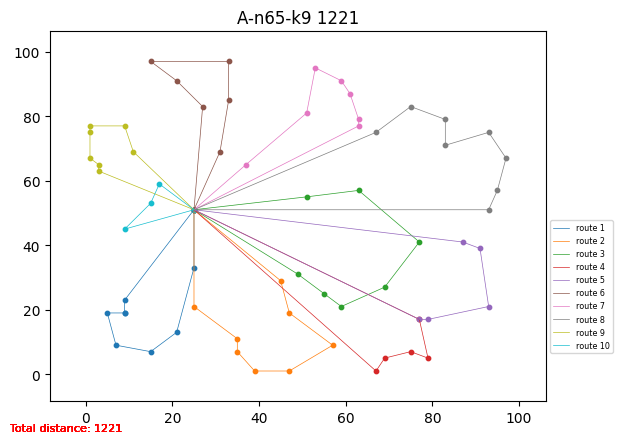 A-n65-k9 1221
100
80
60
40
20
0
0 20 40 60 80 100
route 1
route 2
route 3
route 4
route 5
route 6
route 7
route 8
route 9
route 10
Total distance: 1221